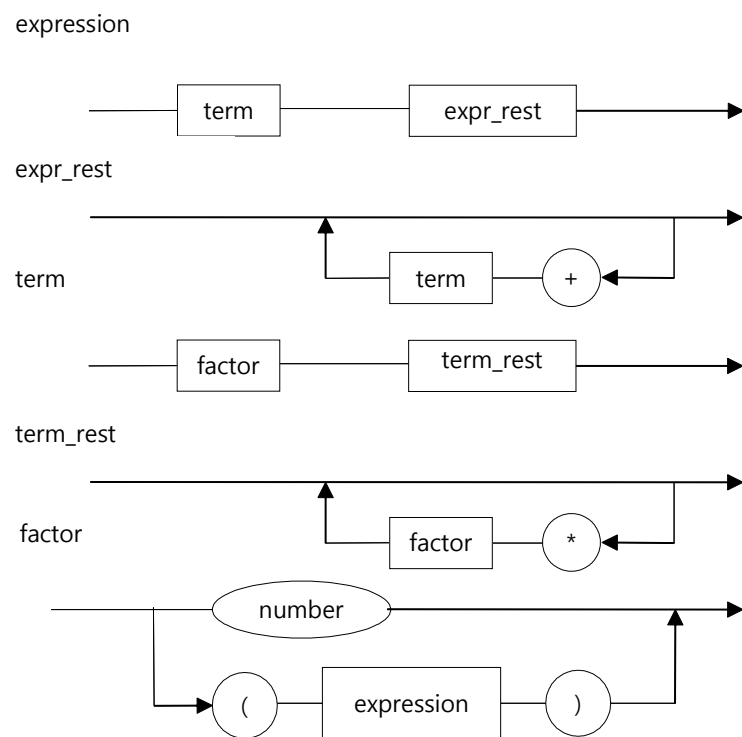 expression
term expr_rest
expr_rest
term +
term
factor term_rest
term_rest
factor *
factor
number
( expression )